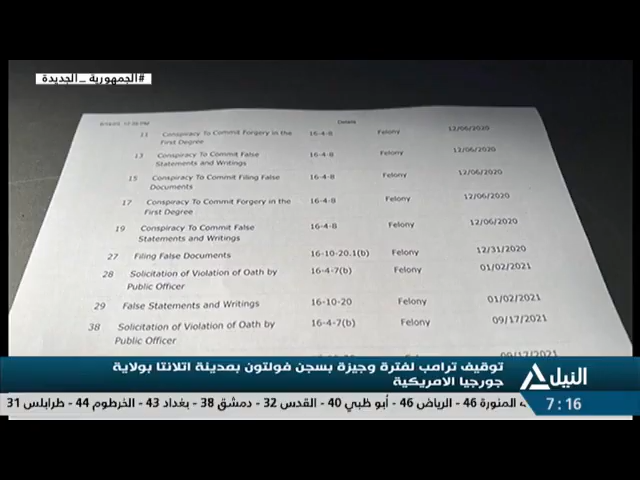 #الجمهورية_الجديدة
Details
11 Conspiracy To Commit Forgery in the First Degree 16-4-8 Felony 12/06/2020
13 Conspiracy To Commit False Statements and Writings 16-4-8 Felony 12/06/2020
15 Conspiracy To Commit Filing False Documents 16-4-8 Felony 12/06/2020
17 Conspiracy To Commit Forgery in the First Degree 16-4-8 Felony 12/06/2020
19 Conspiracy To Commit False Statements and Writings 16-4-8 Felony 12/06/2020
27 Filing False Documents 16-10-20.1(b) Felony 12/31/2020
28 Solicitation of Violation of Oath by Public Officer 16-4-7(b) Felony 01/02/2021
29 False Statements and Writings 16-10-20 Felony 01/02/2021
38 Solicitation of Violation of Oath by Public Officer 16-4-7(b) Felony 09/17/2021
09/17/2021
توقيف ترامب لفترة وجيزة بسجن فولتون بمدينة اتلانتا بولاية
جورجيا الامريكية
النيل
7:16
المنورة 46 - الرياض 46 - أبو ظبي 40 - القدس 32 - دمشق 38 - بغداد 43 - الخرطوم 44 - طرابلس 31